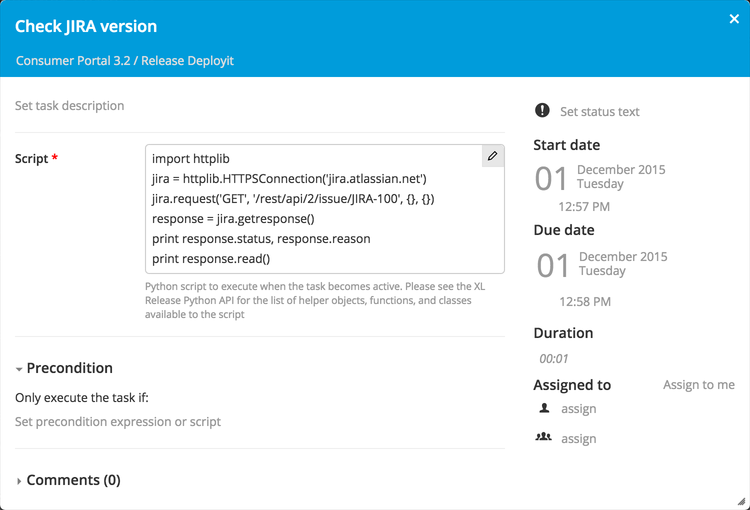 Check JIRA version
Consumer Portal 3.2 / Release Deployit
Set task description
Script *
import httplib
jira = httplib.HTTPSConnection('jira.atlassian.net')
jira.request('GET', '/rest/api/2/issue/JIRA-100', {}, {})
response = jira.getresponse()
print response.status, response.reason
print response.read()
Python script to execute when the task becomes active. Please see the XL
Release Python API for the list of helper objects, functions, and classes
available to the script
Precondition
Only execute the task if:
Set precondition expression or script
Comments (0)
Set status text
Start date
01
December 2015
Tuesday
12:57 PM
Due date
01
December 2015
Tuesday
12:58 PM
Duration
00:01
Assigned to
Assign to me
assign
assign